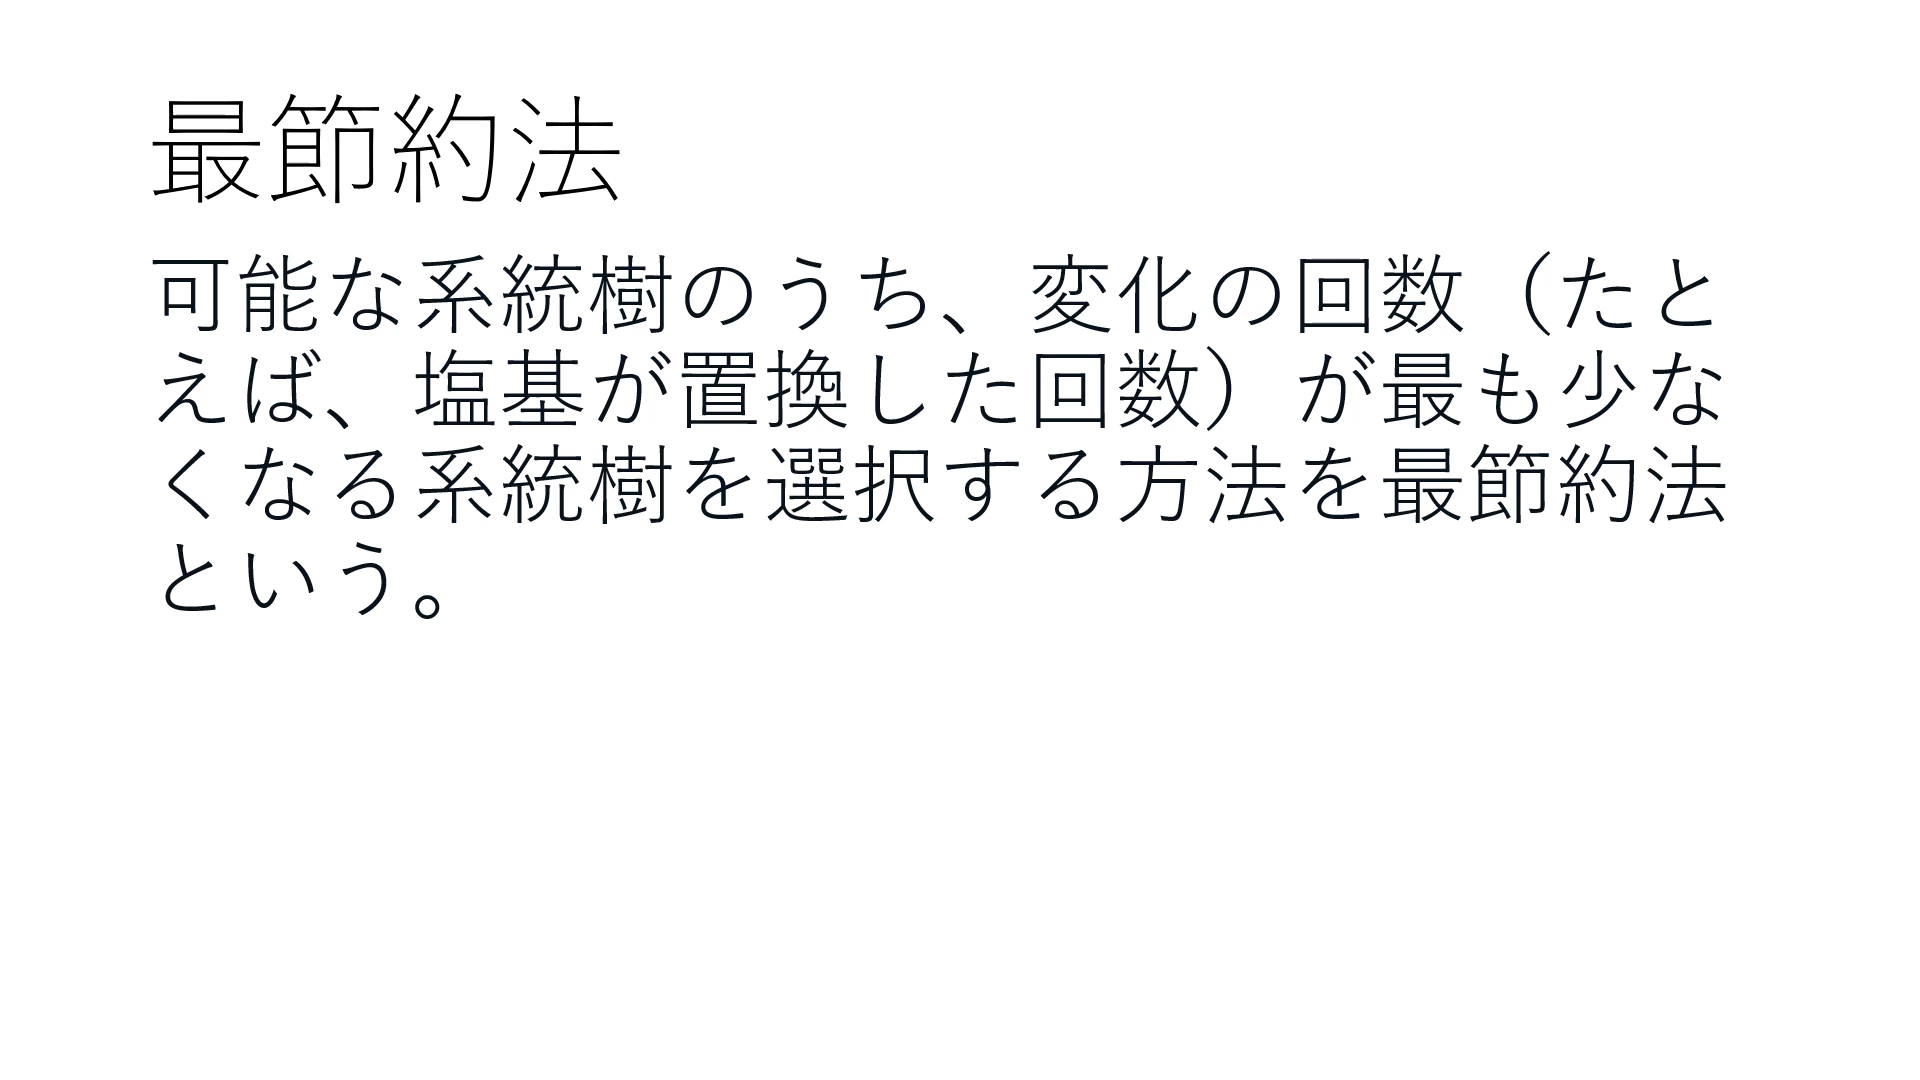 最節約法
可能な系統樹のうち、変化の回数（たと
えば、塩基が置換した回数）が最も少な
くなる系統樹を選択する方法を最節約法
という。